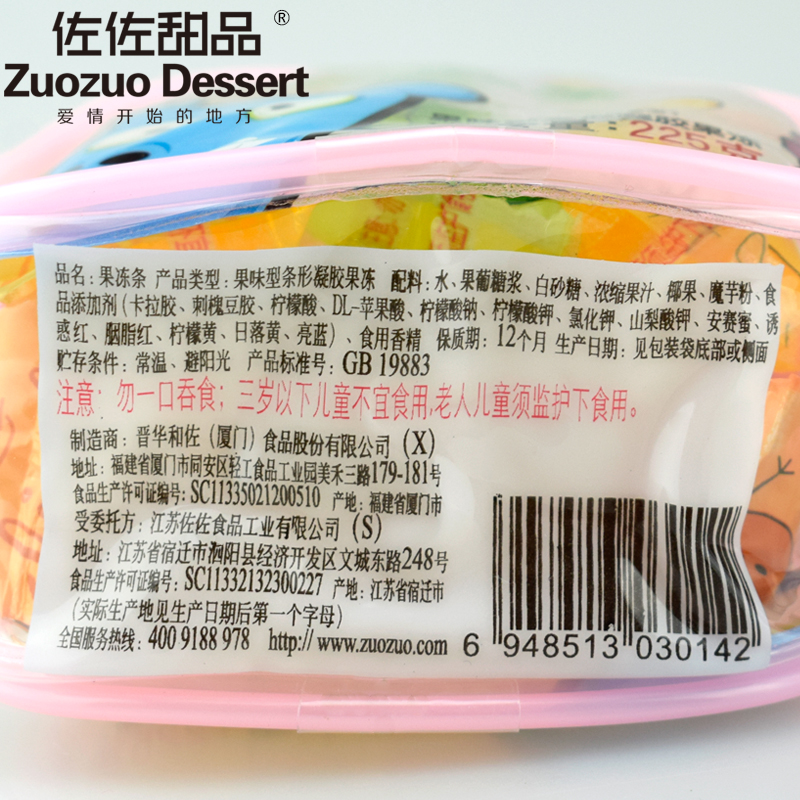 佐佐甜品®
Zuozuo Dessert
爱情开始的地方
225克
品名：果冻条 产品类型：果味型条形凝胶果冻 配料：水、果葡糖浆、白砂糖、浓缩果汁、椰果、魔芋粉、食
品添加剂（卡拉胶、刺槐豆胶、柠檬酸、DL-苹果酸、柠檬酸钠、柠檬酸钾、氯化钾、山梨酸钾、安赛蜜、诱
惑红、胭脂红、柠檬黄、日落黄、亮蓝）、食用香精 保质期：12个月 生产日期：见包装袋底部或侧面
贮存条件：常温、避阳光 产品标准号：GB 19883
注意：勿一口吞食；三岁以下儿童不宜食用,老人儿童须监护下食用。
制造商：晋华和佐（厦门）食品股份有限公司（X）
地址：福建省厦门市同安区轻工食品工业园美禾三路179-181号
食品生产许可证编号：SC11335021200510 产地：福建省厦门市
受委托方：江苏佐佐食品工业有限公司（S）
地址：江苏省宿迁市泗阳县经济开发区文城东路248号
食品生产许可证编号：SC11332132300227 产地：江苏省宿迁市
（实际生产地见生产日期后第一个字母）
全国服务热线：400 9188 978 http://www.zuozuo.com
6 948513 030142